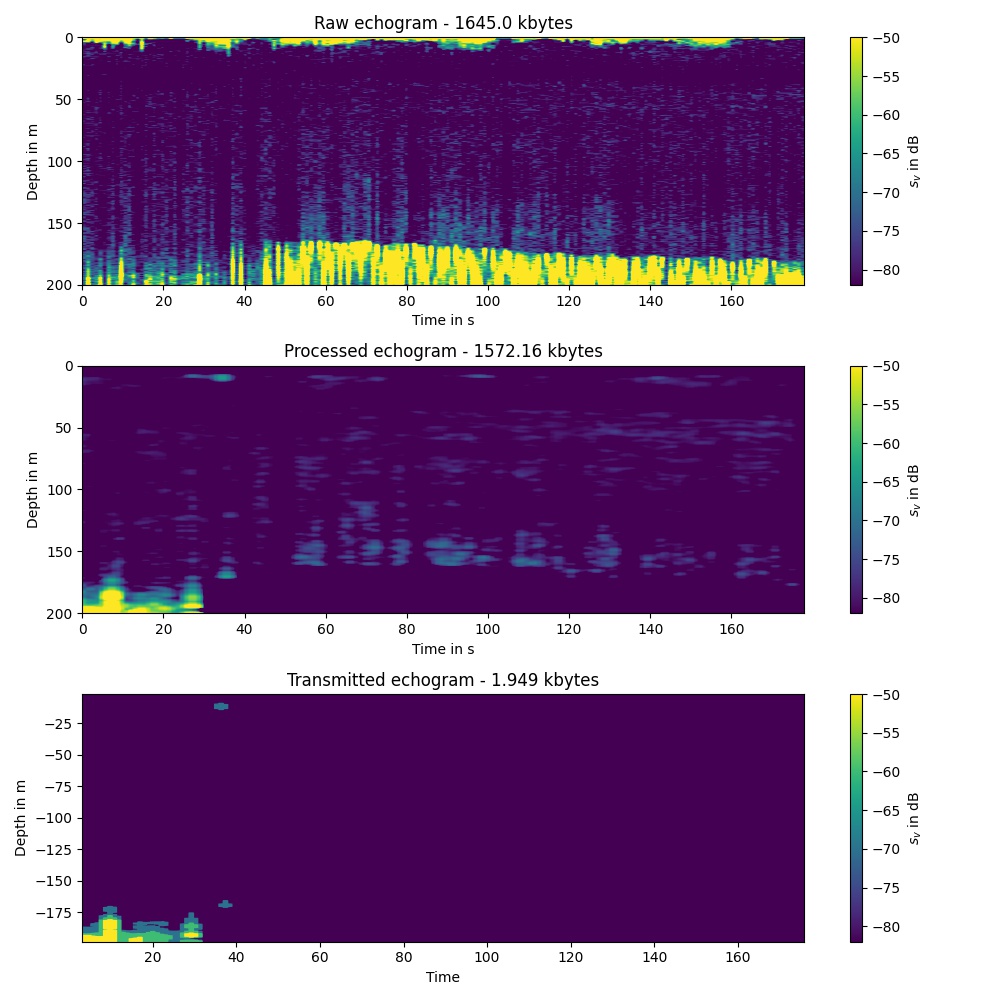 Raw echogram - 1645.0 kbytes
0
50
100
150
200
Depth in m
0 20 40 60 80 100 120 140 160
Time in s
−50
−55
−60
−65
−70
−75
−80
sv in dB
Processed echogram - 1572.16 kbytes
0
50
100
150
200
Depth in m
0 20 40 60 80 100 120 140 160
Time in s
−50
−55
−60
−65
−70
−75
−80
sv in dB
Transmitted echogram - 1.949 kbytes
−25
−50
−75
−100
−125
−150
−175
Depth in m
20 40 60 80 100 120 140 160
Time
−50
−55
−60
−65
−70
−75
−80
sv in dB